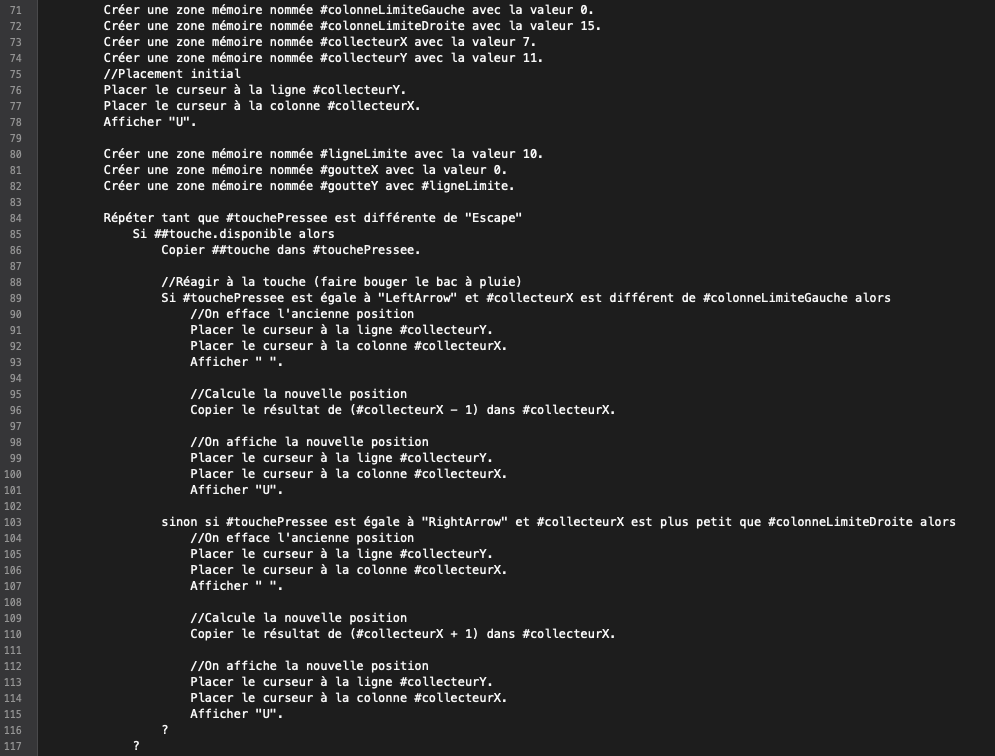 71 Créer une zone mémoire nommée #colonneLimiteGauche avec la valeur 0.
72 Créer une zone mémoire nommée #colonneLimiteDroite avec la valeur 15.
73 Créer une zone mémoire nommée #collecteurX avec la valeur 7.
74 Créer une zone mémoire nommée #collecteurY avec la valeur 11.
75 //Placement initial
76 Placer le curseur à la ligne #collecteurY.
77 Placer le curseur à la colonne #collecteurX.
78 Afficher "U".
79
80 Créer une zone mémoire nommée #ligneLimite avec la valeur 10.
81 Créer une zone mémoire nommée #goutteX avec la valeur 0.
82 Créer une zone mémoire nommée #goutteY avec #ligneLimite.
83
84 Répéter tant que #touchePressee est différente de "Escape"
85 Si ##touche.disponible alors
86 Copier ##touche dans #touchePressee.
87
88 //Réagir à la touche (faire bouger le bac à pluie)
89 Si #touchePressee est égale à "LeftArrow" et #collecteurX est différent de #colonneLimiteGauche alors
90 //On efface l'ancienne position
91 Placer le curseur à la ligne #collecteurY.
92 Placer le curseur à la colonne #collecteurX.
93 Afficher " ".
94
95 //Calcule la nouvelle position
96 Copier le résultat de (#collecteurX - 1) dans #collecteurX.
97
98 //On affiche la nouvelle position
99 Placer le curseur à la ligne #collecteurY.
100 Placer le curseur à la colonne #collecteurX.
101 Afficher "U".
102
103 sinon si #touchePressee est égale à "RightArrow" et #collecteurX est plus petit que #colonneLimiteDroite alors
104 //On efface l'ancienne position
105 Placer le curseur à la ligne #collecteurY.
106 Placer le curseur à la colonne #collecteurX.
107 Afficher " ".
108
109 //Calcule la nouvelle position
110 Copier le résultat de (#collecteurX + 1) dans #collecteurX.
111
112 //On affiche la nouvelle position
113 Placer le curseur à la ligne #collecteurY.
114 Placer le curseur à la colonne #collecteurX.
115 Afficher "U".
116 ?
117 ?